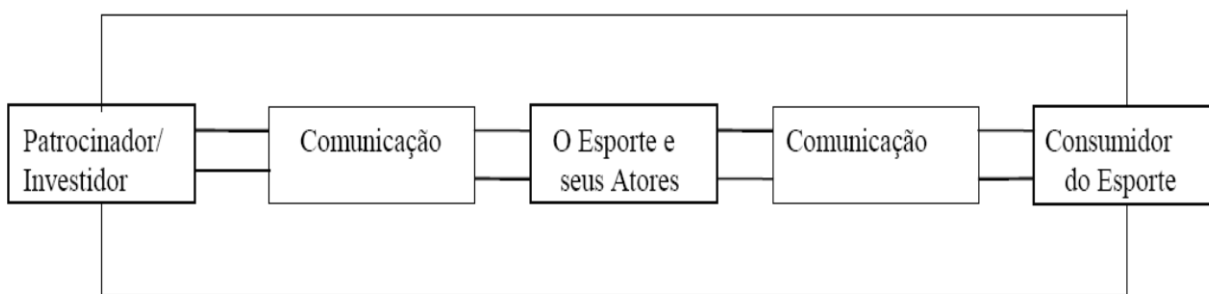 Patrocinador/
Investidor
Comunicação
O Esporte e
seus Atores
Comunicação
Consumidor
do Esporte